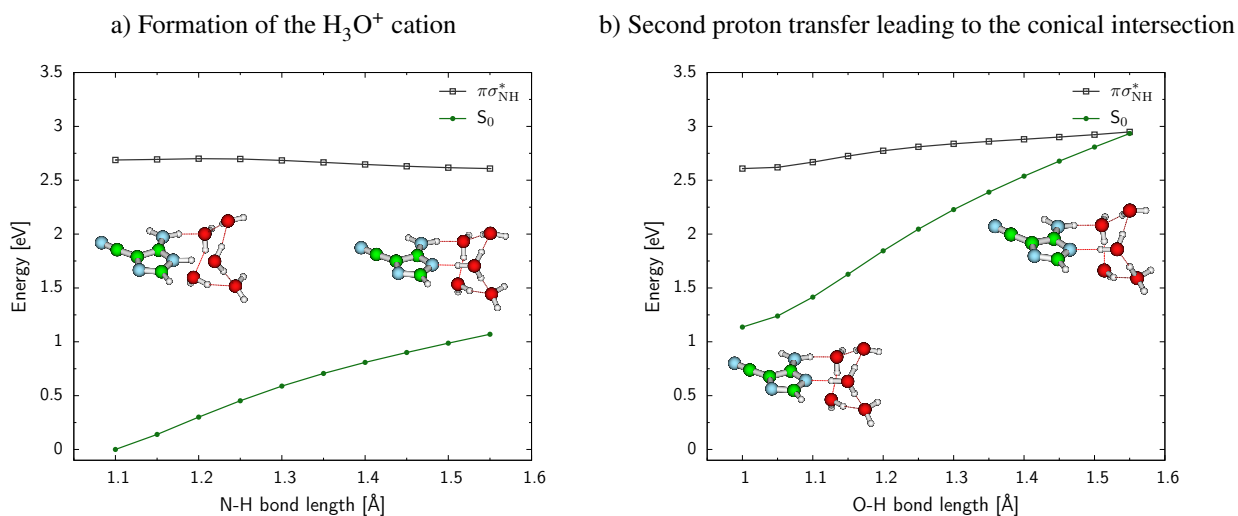 a) Formation of the H₃O⁺ cation
3.5
3
2.5
2
1.5
1
0.5
0
Energy [eV]
πσ*NH
S₀
1.1 1.2 1.3 1.4 1.5 1.6
N-H bond length [Å]
b) Second proton transfer leading to the conical intersection
3.5
3
2.5
2
1.5
1
0.5
0
Energy [eV]
πσ*NH
S₀
1 1.1 1.2 1.3 1.4 1.5 1.6
O-H bond length [Å]